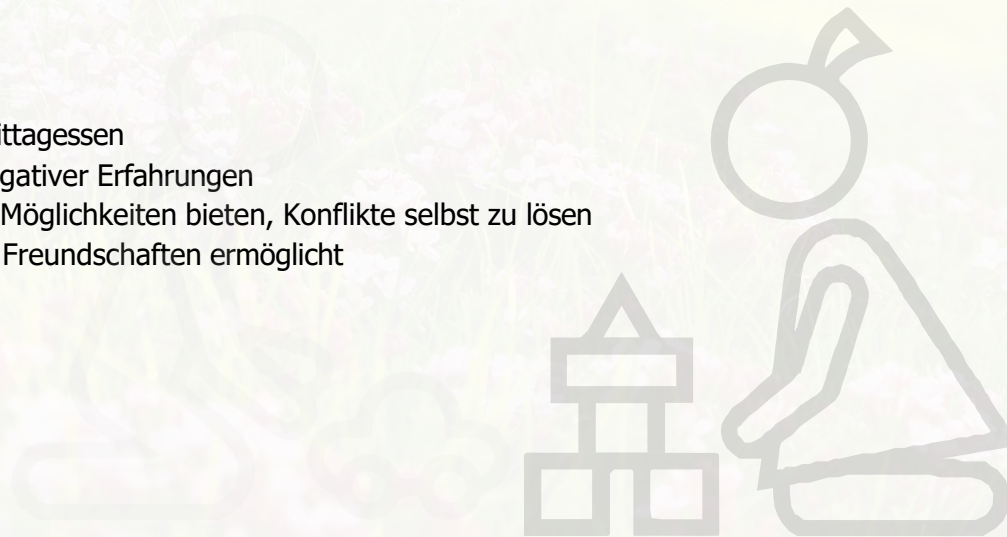 ittagessen
gativer Erfahrungen
Möglichkeiten bieten, Konflikte selbst zu lösen
Freundschaften ermöglicht